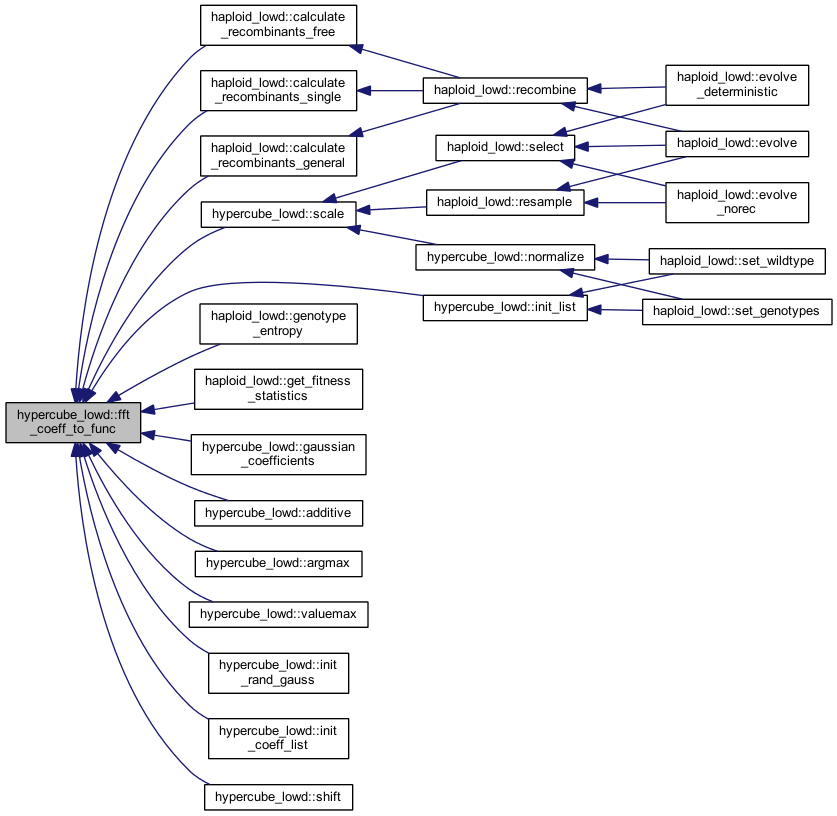 haploid_lowd::calculate
_recombinants_free
haploid_lowd::calculate
_recombinants_single
haploid_lowd::calculate
_recombinants_general
hypercube_lowd::scale
haploid_lowd::recombine
haploid_lowd::select
haploid_lowd::resample
hypercube_lowd::normalize
hypercube_lowd::init_list
haploid_lowd::evolve
_deterministic
haploid_lowd::evolve
haploid_lowd::evolve
_norec
haploid_lowd::set_wildtype
haploid_lowd::set_genotypes
haploid_lowd::genotype
_entropy
haploid_lowd::get_fitness
_statistics
hypercube_lowd::fft
_coeff_to_func
hypercube_lowd::gaussian
_coefficients
hypercube_lowd::additive
hypercube_lowd::argmax
hypercube_lowd::valuemax
hypercube_lowd::init
_rand_gauss
hypercube_lowd::init
_coeff_list
hypercube_lowd::shift